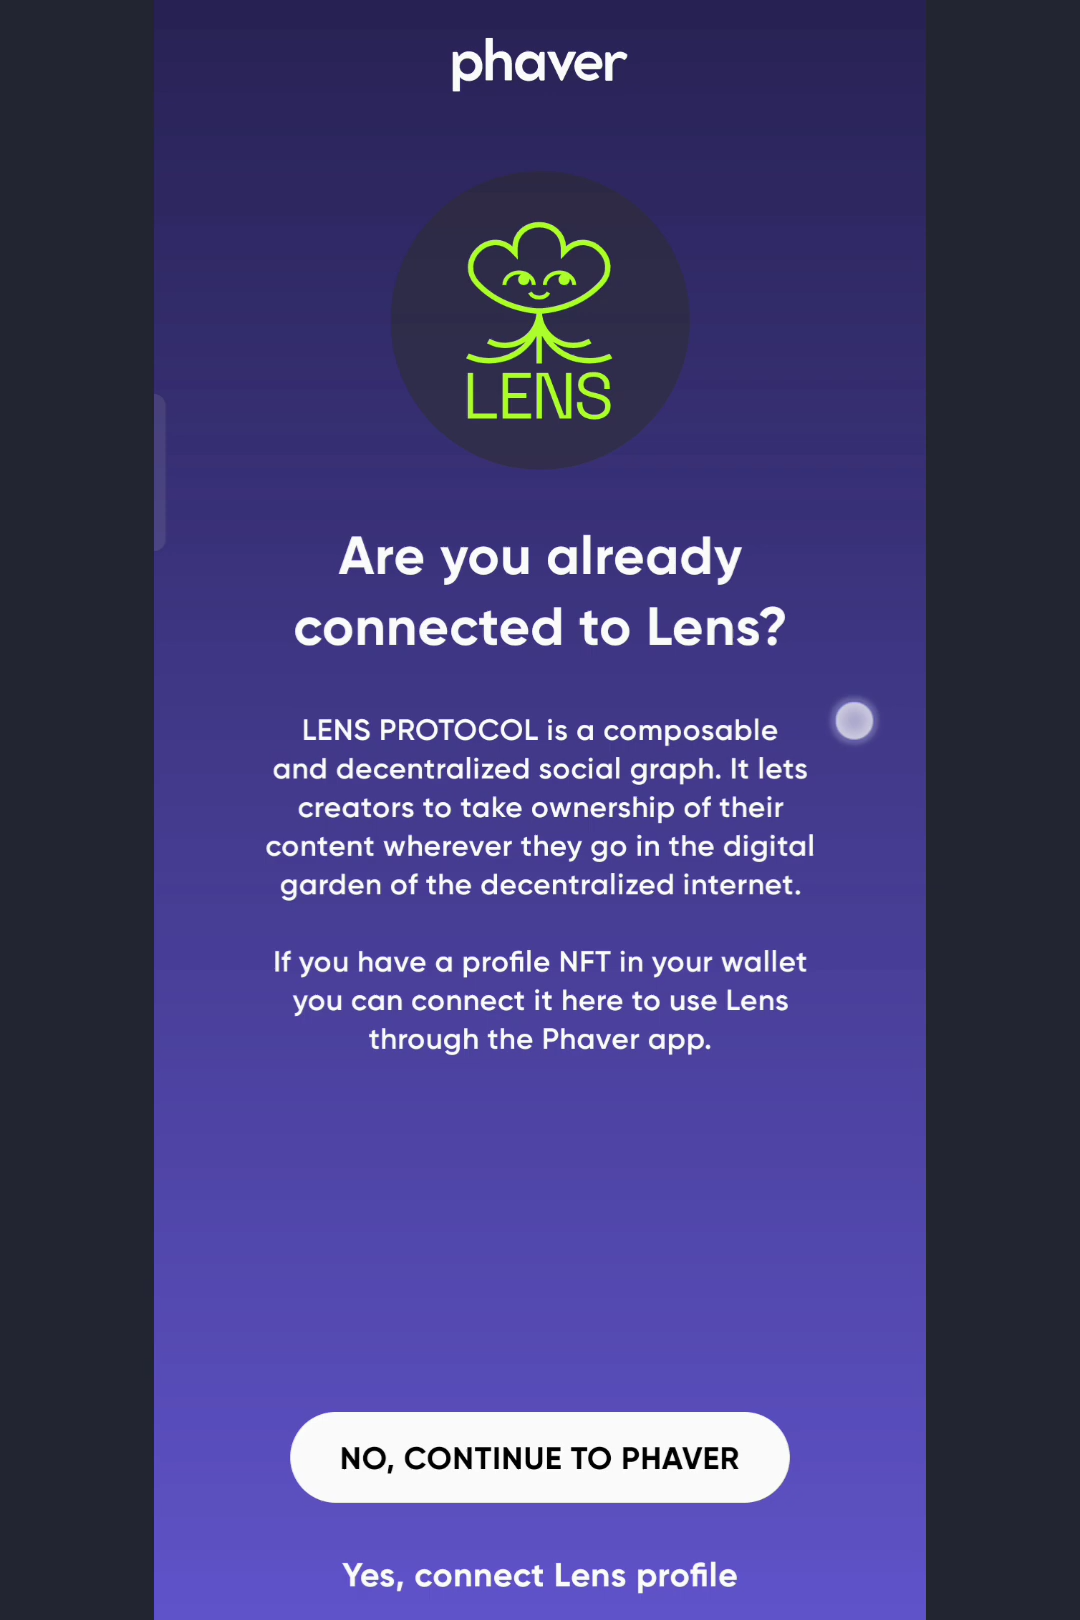 phaver
LENS
Are you already
connected to Lens?
LENS PROTOCOL is a composable
and decentralized social graph. It lets
creators to take ownership of their
content wherever they go in the digital
garden of the decentralized internet.
If you have a profile NFT in your wallet
you can connect it here to use Lens
through the Phaver app.
NO, CONTINUE TO PHAVER
Yes, connect Lens profile